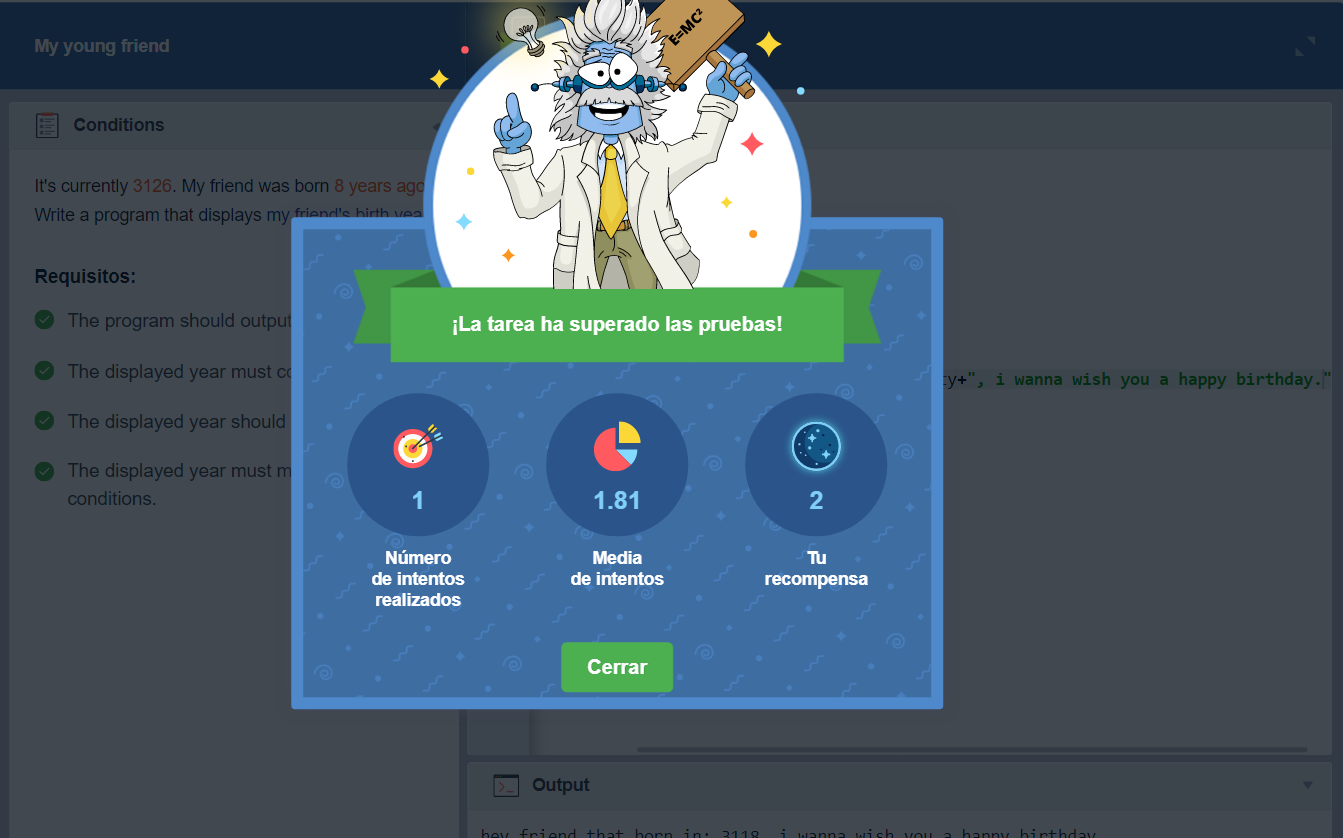 My young friend
E=MC²
Conditions
It's currently 3126. My friend was born 8 years ago
Write a program that displays my friend's birth yea
Requisitos:
The program should output
The displayed year must co
The displayed year should
The displayed year must m
conditions.
¡La tarea ha superado las pruebas!
ty+", i wanna wish you a happy birthday."
1
Número
de intentos
realizados
1.81
Media
de intentos
2
Tu
recompensa
Cerrar
Output
hey friend that born in: 3118, i wanna wish you a happy birthday.